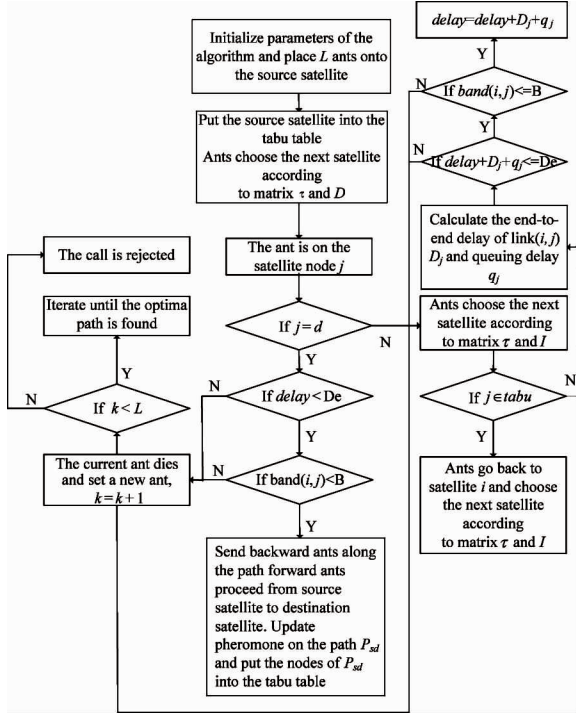 Initialize parameters of the
algorithm and place L ants onto
the source satellite
Put the source satellite into the
tabu table
Ants choose the next satellite
according
to matrix τ and D
The ant is on the
satellite node j
If j=d
N
Y
If delay<De
N
Y
If band(i,j)<B
N
Y
Send backward ants along
the path forward ants
proceed from source
satellite to destination
satellite. Update
pheromone on the path Psd
and put the nodes of Psd
into the tabu table
The call is rejected
Iterate until the optima
path is found
Y
N
If k<L
The current ant dies
and set a new ant,
k=k+1
delay=delay+Dj+qj
Y
N
If band(i,j)<=B
Y
N
If delay+Dj+qj<=De
Calculate the end-to-
end delay of link(i,j)
Dj and queuing delay
qj
Ants choose the next
satellite according
to matrix τ and I
If j∈tabu
N
Y
Ants go back to
satellite i and choose
the next satellite
according
to matrix τ and I